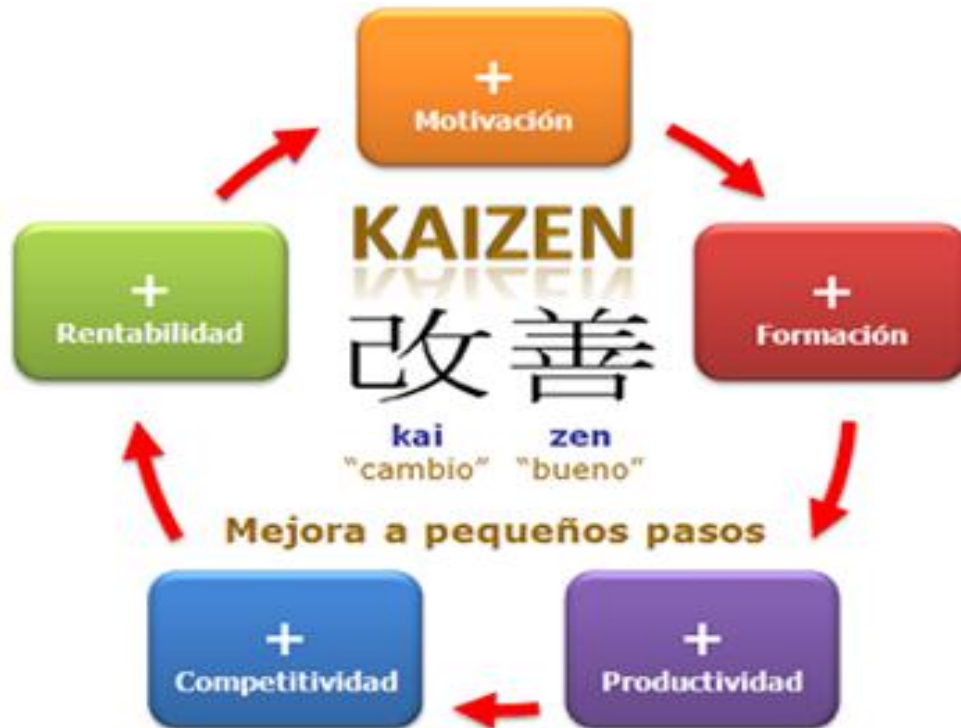 +
Motivación
+
Rentabilidad
KAIZEN
改善
kai zen
"cambio" "bueno"
+
Formación
Mejora a pequeños pasos
+
Competitividad
+
Productividad